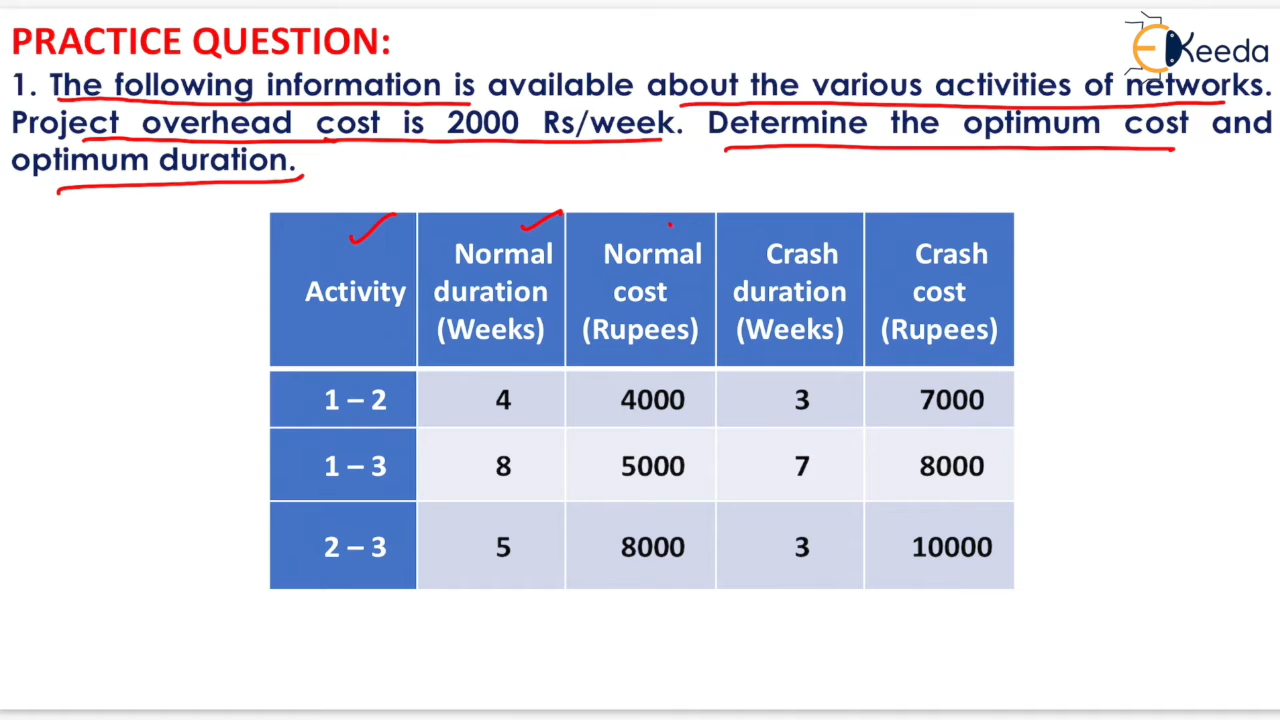 EKeeda
PRACTICE QUESTION:
1. The following information is available about the various activities of networks.
Project overhead cost is 2000 Rs/week. Determine the optimum cost and
optimum duration.
Activity Normal duration (Weeks) Normal cost (Rupees) Crash duration (Weeks) Crash cost (Rupees)
1 – 2 4 4000 3 7000
1 – 3 8 5000 7 8000
2 – 3 5 8000 3 10000